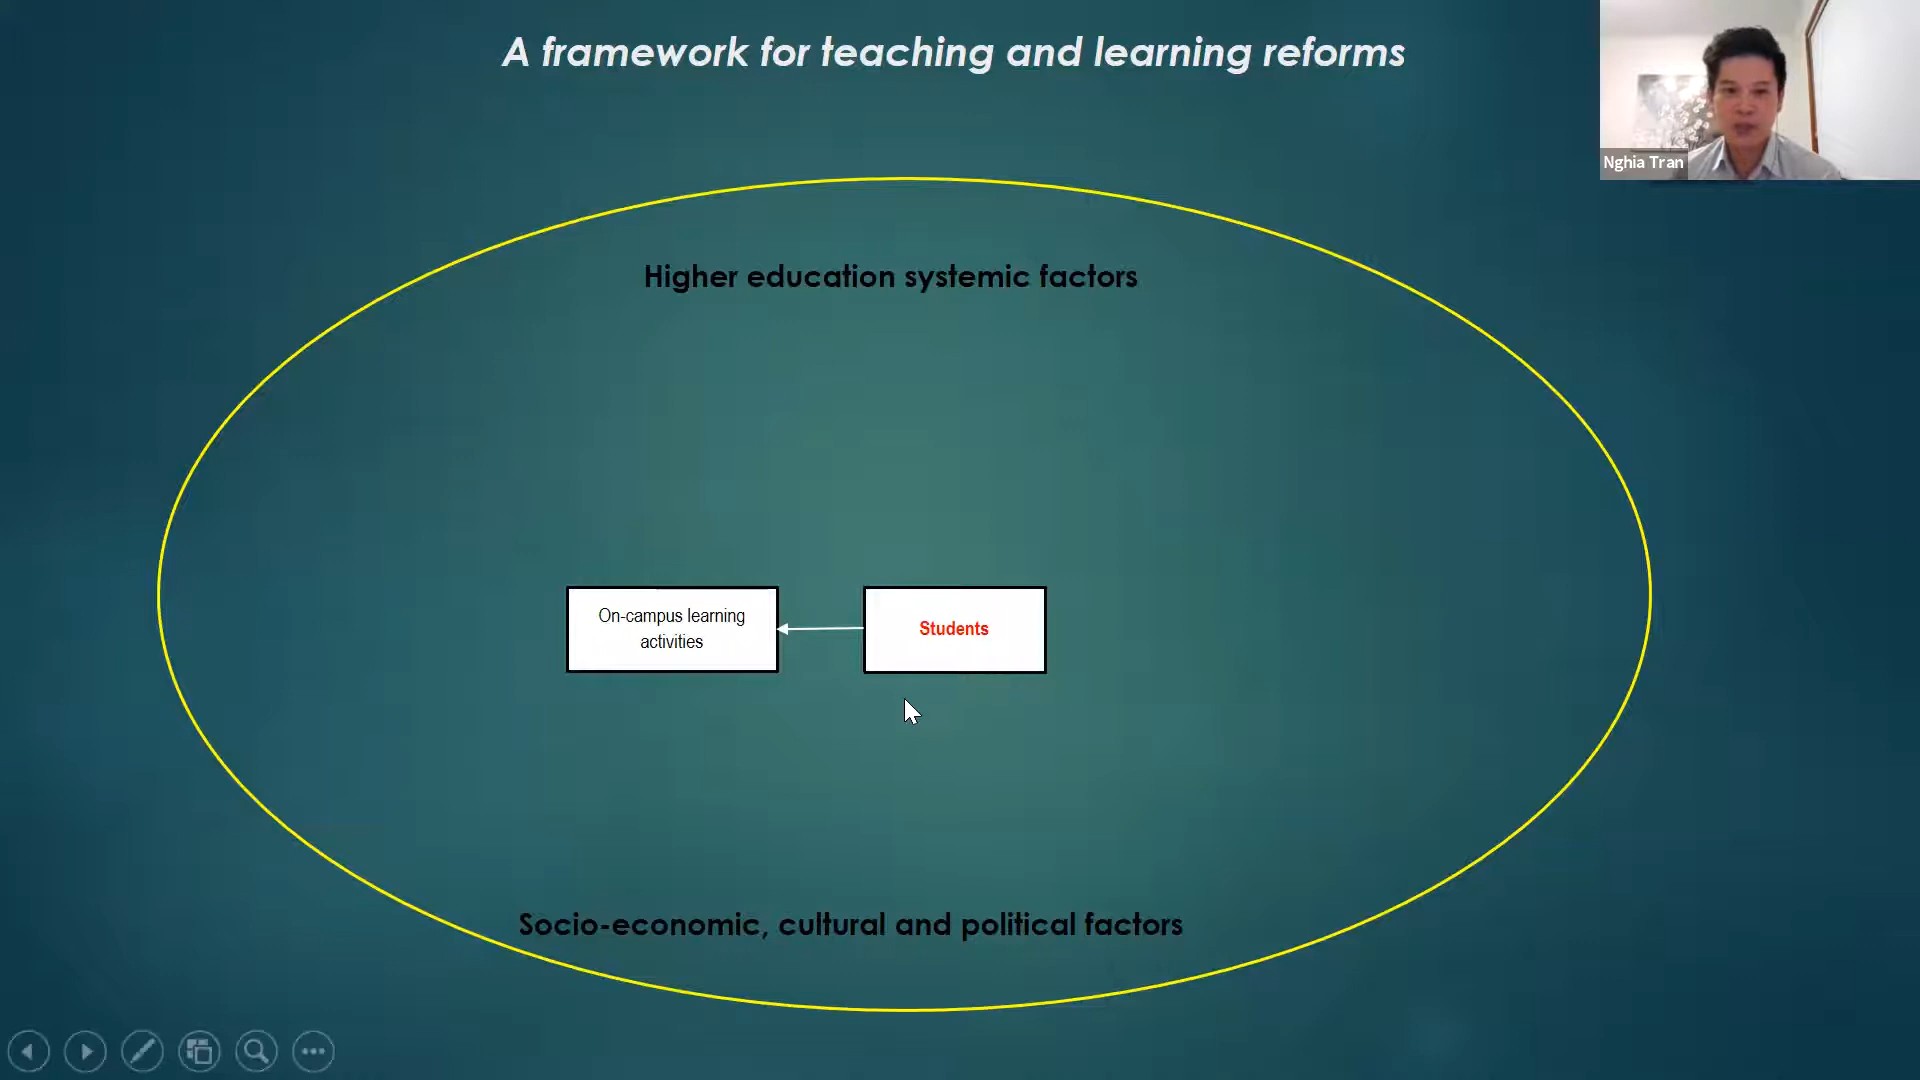 A framework for teaching and learning reforms
Nghia Tran
Higher education systemic factors
On-campus learning
activities
Students
Socio-economic, cultural and political factors